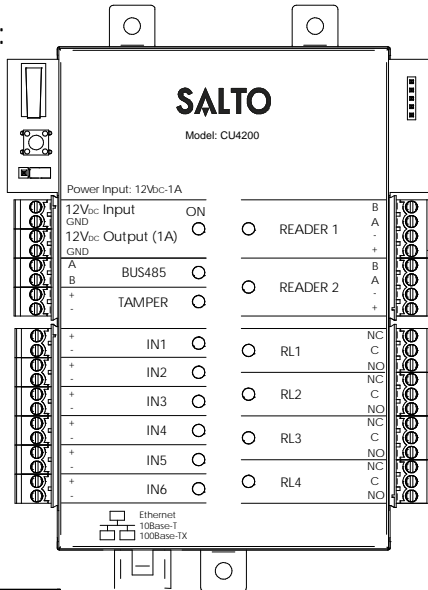 :
SALTO
Model: CU4200
Power Input: 12VDC-1A
12VDC Input ON
GND
12VDC Output (1A)
GND
A
BUS485
B
+
TAMPER
-
+
IN1
-
+
IN2
-
+
IN3
-
+
IN4
-
+
IN5
-
+
IN6
-
B
READER 1
A
-
+
B
READER 2
A
-
+
NC
RL1 C
NO
NC
RL2 C
NO
NC
RL3 C
NO
NC
RL4 C
NO
Ethernet
10Base-T
100Base-TX